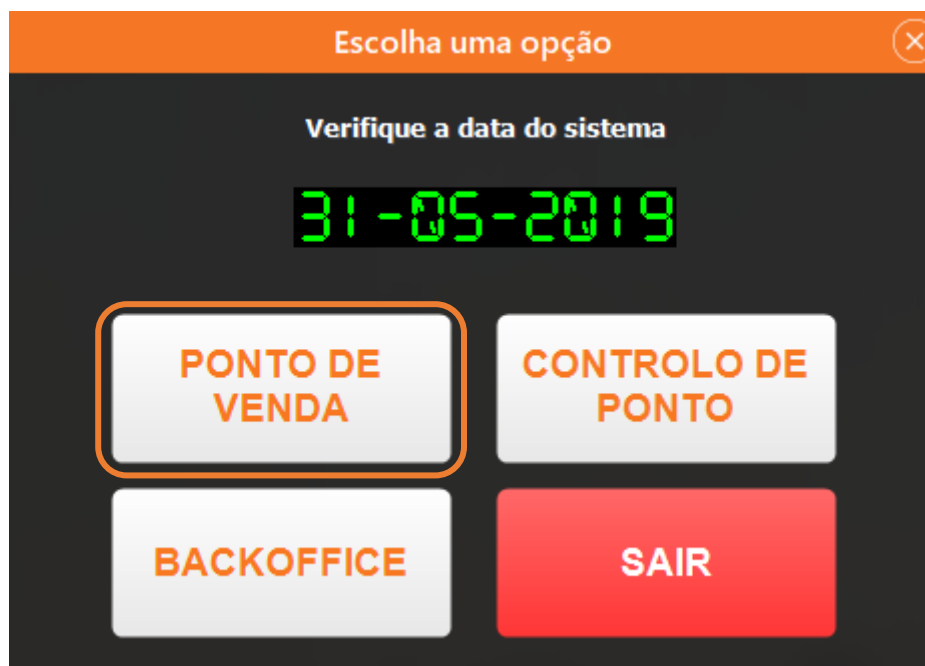 Escolha uma opção
Verifique a data do sistema
31-05-2019
PONTO DE
VENDA
CONTROLO DE
PONTO
BACKOFFICE
SAIR